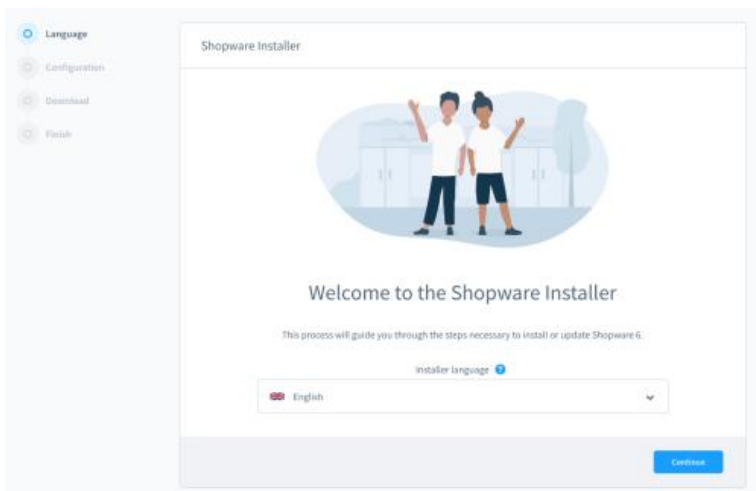 Language
Configuration
Download
Finish
Shopware Installer
Welcome to the Shopware Installer
This process will guide you through the steps necessary to install or update Shopware 6.
Installer language ?
English
Continue